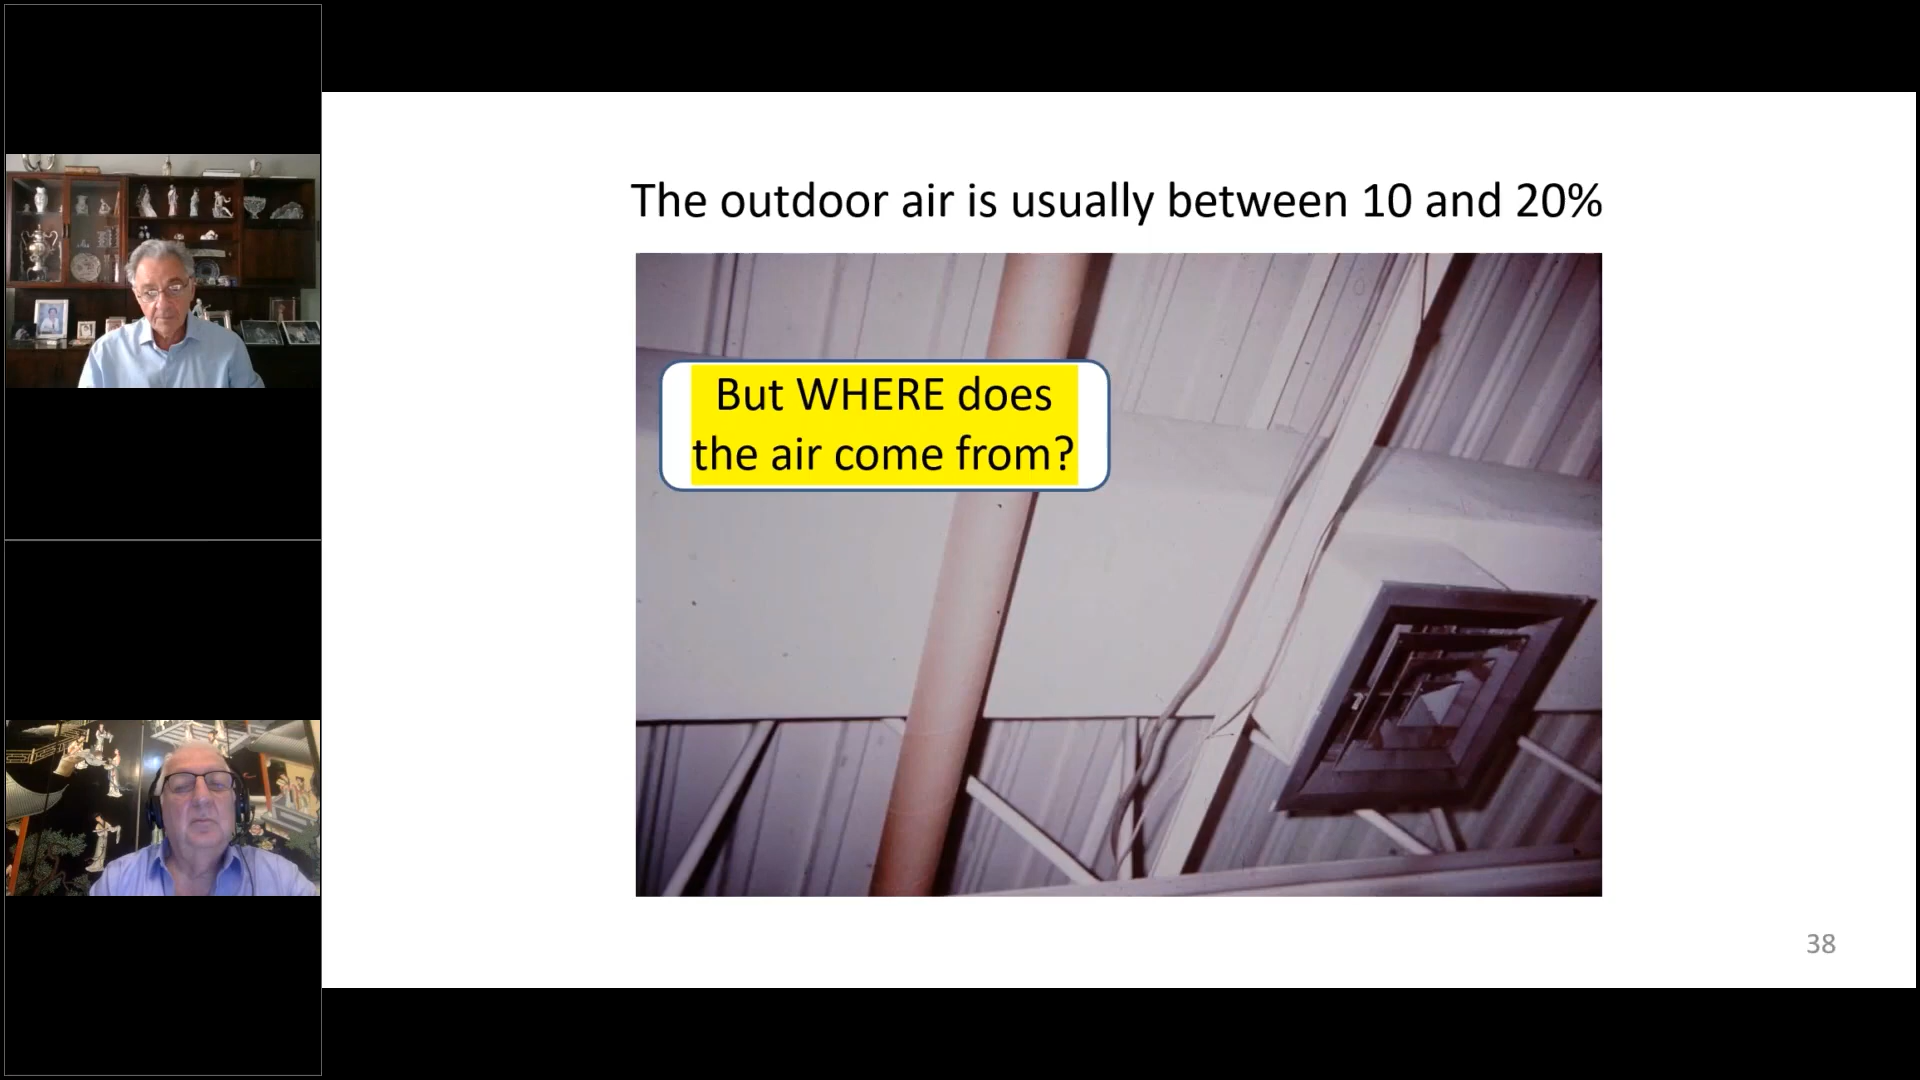 The outdoor air is usually between 10 and 20%
But WHERE does
the air come from?
38